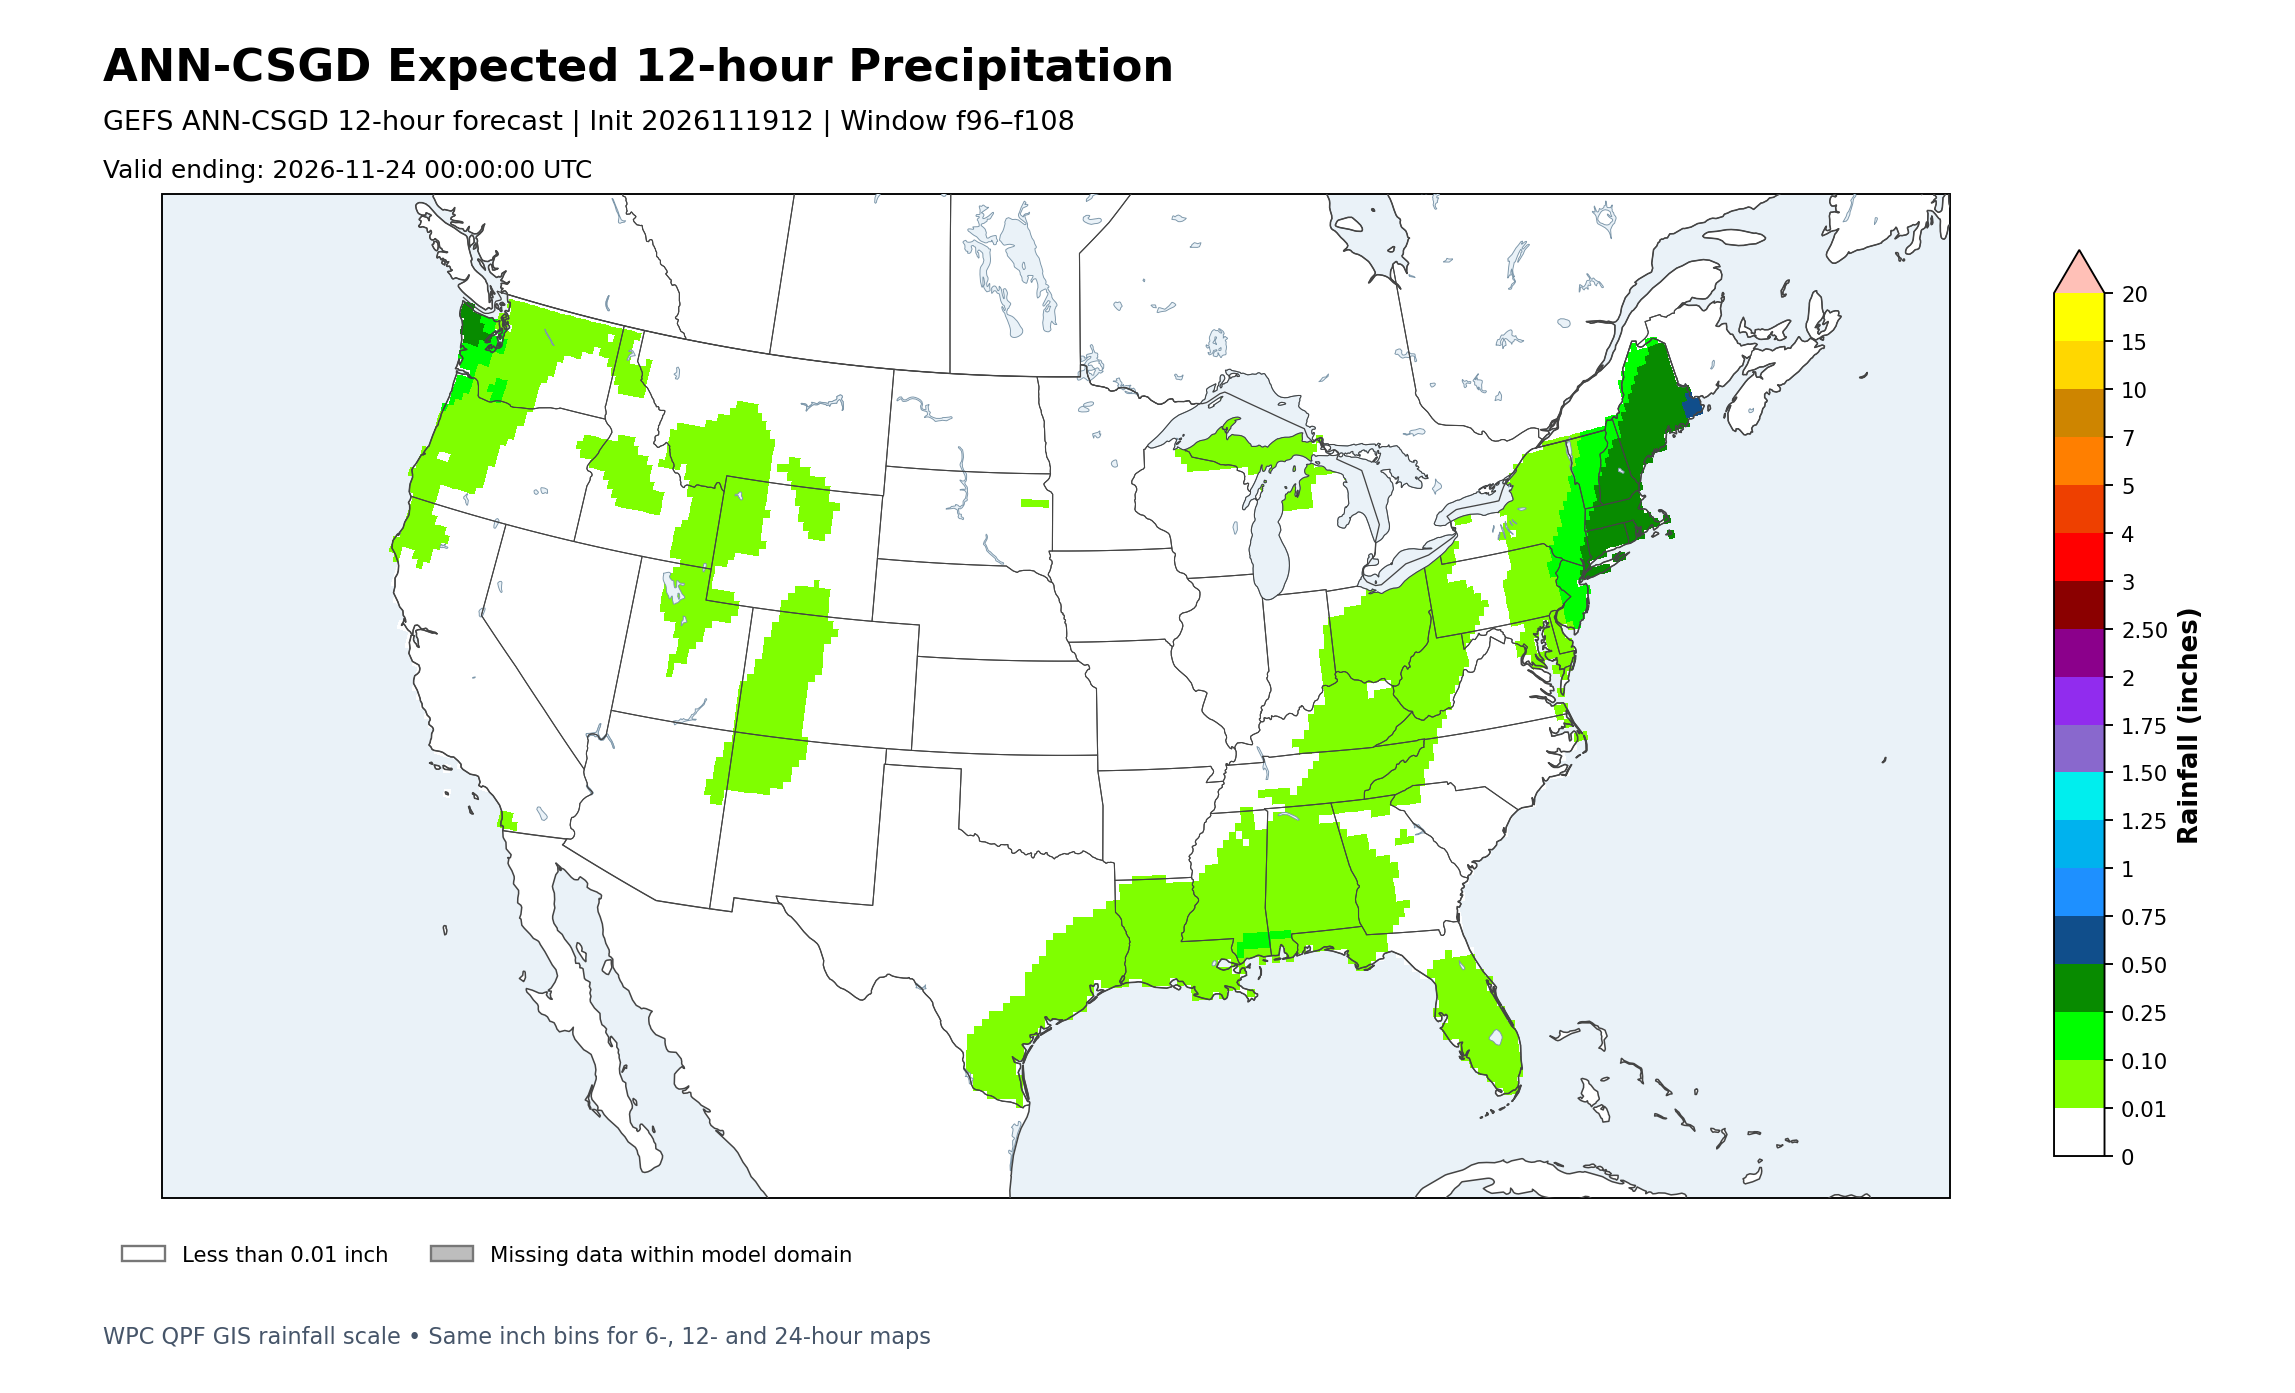 ANN-CSGD Expected 12-hour Precipitation
GEFS ANN-CSGD 12-hour forecast | Init 2026111912 | Window f96–f108
Valid ending: 2026-11-24 00:00:00 UTC
20
15
10
7
5
4
3
2.50
2
1.75
1.50
1.25
1
0.75
0.50
0.25
0.10
0.01
0
Rainfall (inches)
Less than 0.01 inch
Missing data within model domain
WPC QPF GIS rainfall scale • Same inch bins for 6-, 12- and 24-hour maps